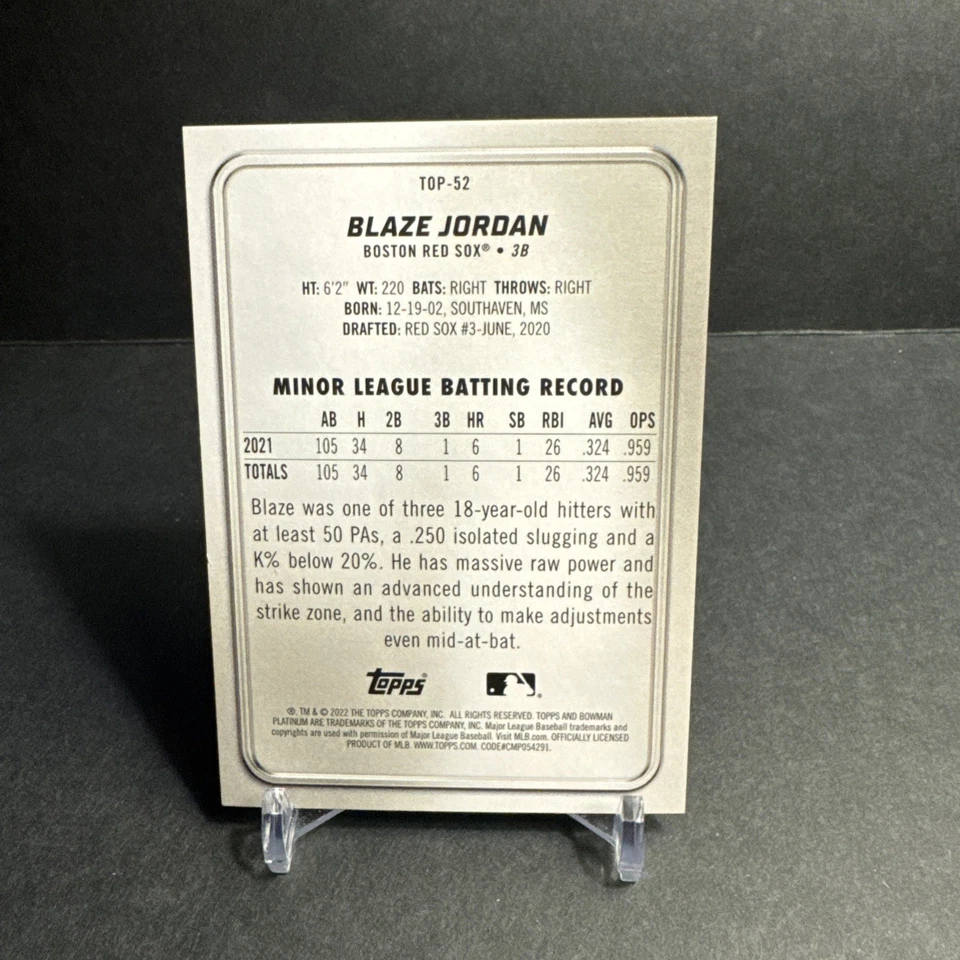 TOP-52
BLAZE JORDAN
BOSTON RED SOX® • 3B
HT: 6'2" WT: 220 BATS: RIGHT THROWS: RIGHT
BORN: 12-19-02, SOUTHAVEN, MS
DRAFTED: RED SOX #3-JUNE, 2020
MINOR LEAGUE BATTING RECORD
AB H 2B 3B HR SB RBI AVG OPS
2021 105 34 8 1 6 1 26 .324 .959
TOTALS 105 34 8 1 6 1 26 .324 .959
Blaze was one of three 18-year-old hitters with
at least 50 PAs, a .250 isolated slugging and a
K% below 20%. He has massive raw power and
has shown an advanced understanding of the
strike zone, and the ability to make adjustments
even mid-at-bat.
topps
®, TM & © 2022 THE TOPPS COMPANY, INC. ALL RIGHTS RESERVED. TOPPS AND BOWMAN
PLATINUM ARE TRADEMARKS OF THE TOPPS COMPANY, INC. Major League Baseball trademarks and
copyrights are used with permission of Major League Baseball. Visit MLB.com. OFFICIALLY LICENSED
PRODUCT OF MLB. WWW.TOPPS.COM. CODE#CMP054291.